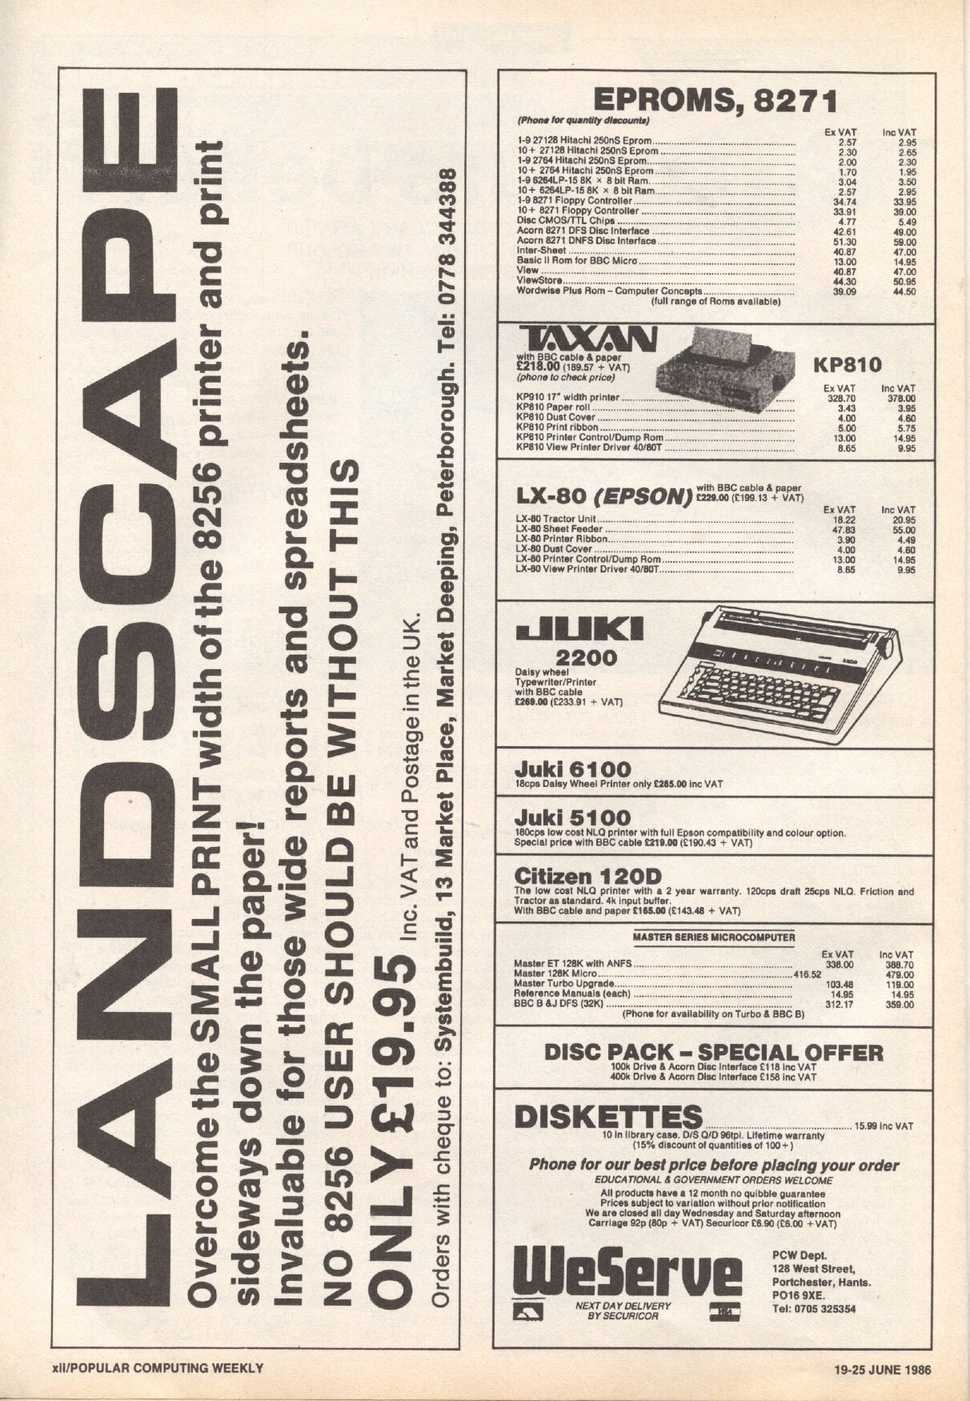 LANDSCAPE
Overcome the SMALL PRINT width of the 8256 printer and print
sideways down the paper!
Invaluable for those wide reports and spreadsheets.
NO 8256 USER SHOULD BE WITHOUT THIS
ONLY £19.95 Inc. VAT and Postage in the UK.
Orders with cheque to: Systembuild, 13 Market Place, Market Deeping, Peterborough. Tel: 0778 344388
EPROMS, 8271
(Phone for quantity discounts)
Ex VAT Inc VAT
1-9 27128 Hitachi 250nS Eprom 2.57 2.95
10+ 27128 Hitachi 250nS Eprom 2.30 2.65
1-9 2764 Hitachi 250nS Eprom 2.00 2.30
10+ 2764 Hitachi 250nS Eprom 1.70 1.95
1-9 6264LP-15 8K × 8 bit Ram 3.04 3.50
10+ 6264LP-15 8K × 8 bit Ram 2.57 2.95
1-9 8271 Floppy Controller 34.74 33.95
10+ 8271 Floppy Controller 33.91 39.00
Disc CMOS/TTL Chips 4.77 5.49
Acorn 8271 DFS Disc Interface 42.61 49.00
Acorn 8271 DNFS Disc Interface 51.30 59.00
Inter-Sheet 40.87 47.00
Basic II Rom for BBC Micro 13.00 14.95
View 40.87 47.00
ViewStore 44.30 50.95
Wordwise Plus Rom – Computer Concepts 39.09 44.50
(full range of Roms available)
TAXAN
KP810
with BBC cable & paper
£218.00 (189.57 + VAT)
(phone to check price)
Ex VAT Inc VAT
KP910 17" width printer 328.70 378.00
KP810 Paper roll 3.43 3.95
KP810 Dust Cover 4.00 4.60
KP810 Print ribbon 5.00 5.75
KP810 Printer Control/Dump Rom 13.00 14.95
KP810 View Printer Driver 40/80T 8.65 9.95
LX-80 (EPSON) with BBC cable & paper
£229.00 (£199.13 + VAT)
Ex VAT Inc VAT
LX-80 Tractor Unit 18.22 20.95
LX-80 Sheet Feeder 47.83 55.00
LX-80 Printer Ribbon 3.90 4.49
LX-80 Dust Cover 4.00 4.60
LX-80 Printer Control/Dump Rom 13.00 14.95
LX-80 View Printer Driver 40/80T 8.65 9.95
JUKI
2200
Daisy wheel
Typewriter/Printer
with BBC cable
£269.00 (£233.91 + VAT)
Juki 6100
18cps Daisy Wheel Printer only £265.00 inc VAT
Juki 5100
180cps low cost NLQ printer with full Epson compatibility and colour option.
Special price with BBC cable £219.00 (£190.43 + VAT)
Citizen 120D
The low cost NLQ printer with a 2 year warranty. 120cps draft 25cps NLQ. Friction and
Tractor as standard. 4k input buffer.
With BBC cable and paper £165.00 (£143.48 + VAT)
MASTER SERIES MICROCOMPUTER
Ex VAT Inc VAT
Master ET 128K with ANFS 338.00 388.70
Master 128K Micro 416.52 479.00
Master Turbo Upgrade 103.48 119.00
Reference Manuals (each) 14.95 14.95
BBC B &J DFS (32K) 312.17 359.00
(Phone for availability on Turbo & BBC B)
DISC PACK – SPECIAL OFFER
100k Drive & Acorn Disc Interface £118 inc VAT
400k Drive & Acorn Disc Interface £158 inc VAT
DISKETTES 15.99 inc VAT
10 in library case. D/S Q/D 96tpi. Lifetime warranty
(15% discount of quantities of 100+)
Phone for our best price before placing your order
EDUCATIONAL & GOVERNMENT ORDERS WELCOME
All products have a 12 month no quibble guarantee
Prices subject to variation without prior notification
We are closed all day Wednesday and Saturday afternoon
Carriage 92p (80p + VAT) Securicor £6.90 (£6.00 +VAT)
WeServe
NEXT DAY DELIVERY
BY SECURICOR
PCW Dept.
128 West Street,
Portchester, Hants.
PO16 9XE.
Tel: 0705 325354
xii/POPULAR COMPUTING WEEKLY
19-25 JUNE 1986